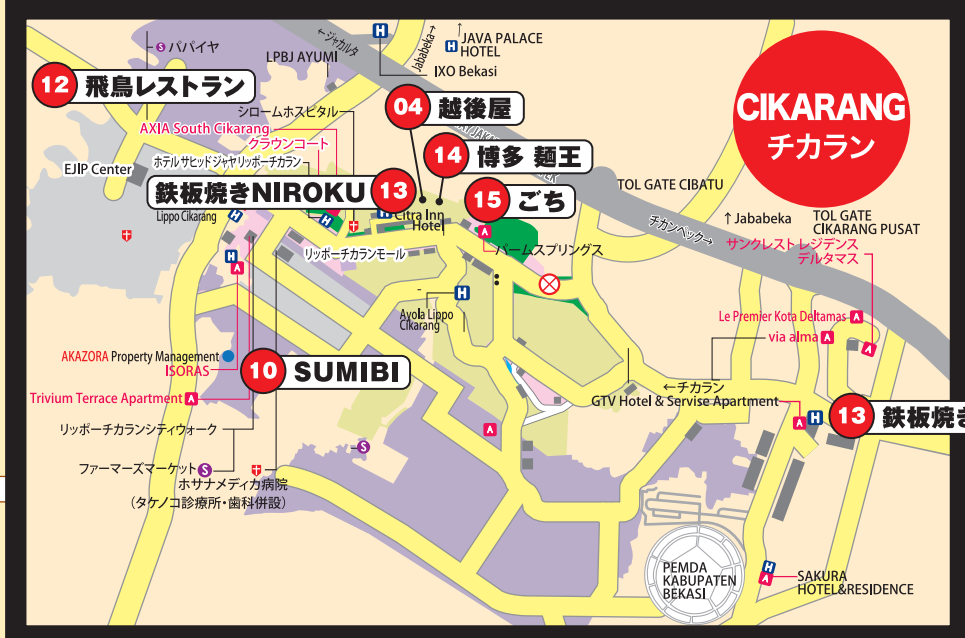 ←ジャカルタ
Jababeka→
↑
JAVA PALACE
HOTEL
IXO Bekasi
パパイヤ
LPBJ AYUMI
12 飛鳥レストラン
シロームホスピタル
04 越後屋
AXIA South Cikarang
クラウンコート
14 博多 麺王
CIKARANG
チカラン
EJIP Center
ホテル サヒッド ジャヤ リッポーチカラン
鉄板焼きNIROKU 13
15 ごち
TOL GATE CIBATU
Lippo Cikarang
Citra Inn
Hotel
チカンペック→
↑ Jababeka
TOL GATE
CIKARANG PUSAT
リッポーチカランモール
パームスプリングス
サンクレスト レジデンス
デルタマス
Ayola Lippo
Cikarang
Le Premier Kota Deltamas
via alma
AKAZORA Property Management
ISORAS
10 SUMIBI
←チカラン
GTV Hotel & Servise Apartment
Trivium Terrace Apartment
13 鉄板焼き
リッポーチカランシティウォーク
ファーマーズマーケット
ホサナメディカ病院
(タケノコ診療所・歯科併設)
PEMDA
KABUPATEN
BEKASI
SAKURA
HOTEL&RESIDENCE